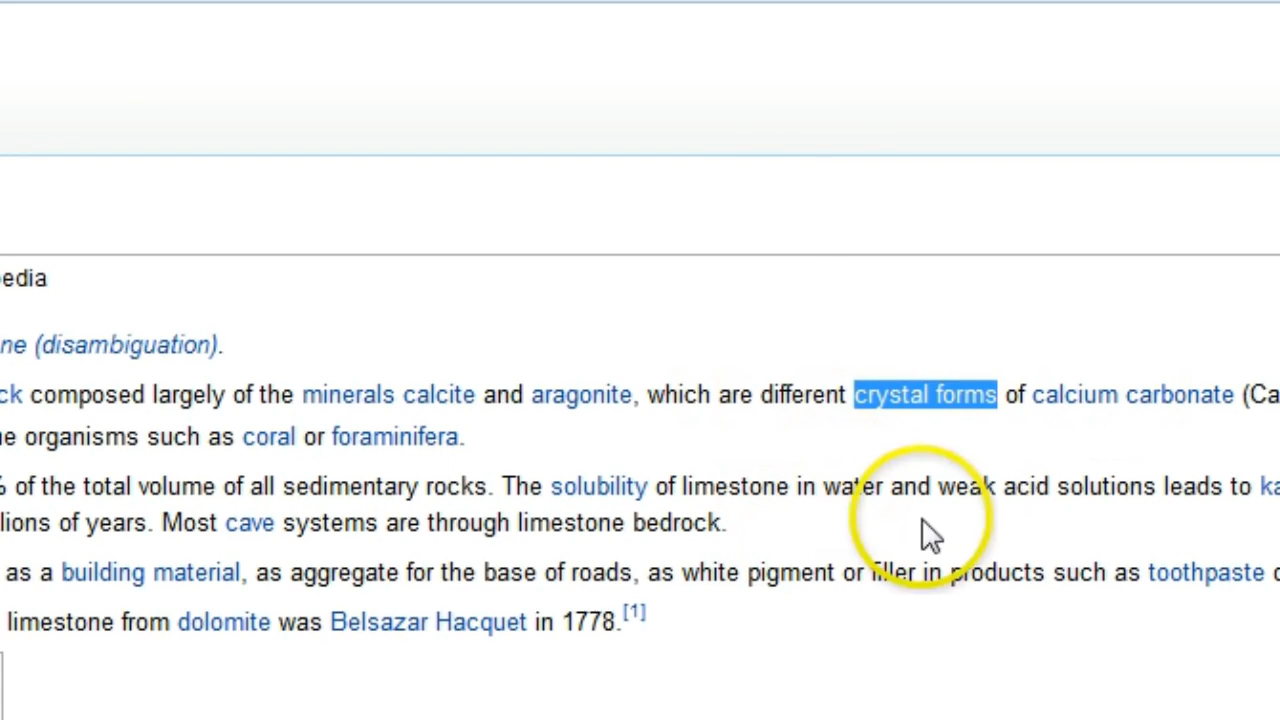 pedia
ne (disambiguation).
ck composed largely of the minerals calcite and aragonite, which are different crystal forms of calcium carbonate (Ca
ne organisms such as coral or foraminifera.
% of the total volume of all sedimentary rocks. The solubility of limestone in water and weak acid solutions leads to ka
lions of years. Most cave systems are through limestone bedrock.
as a building material, as aggregate for the base of roads, as white pigment or filler in products such as toothpaste o
limestone from dolomite was Belsazar Hacquet in 1778.[1]